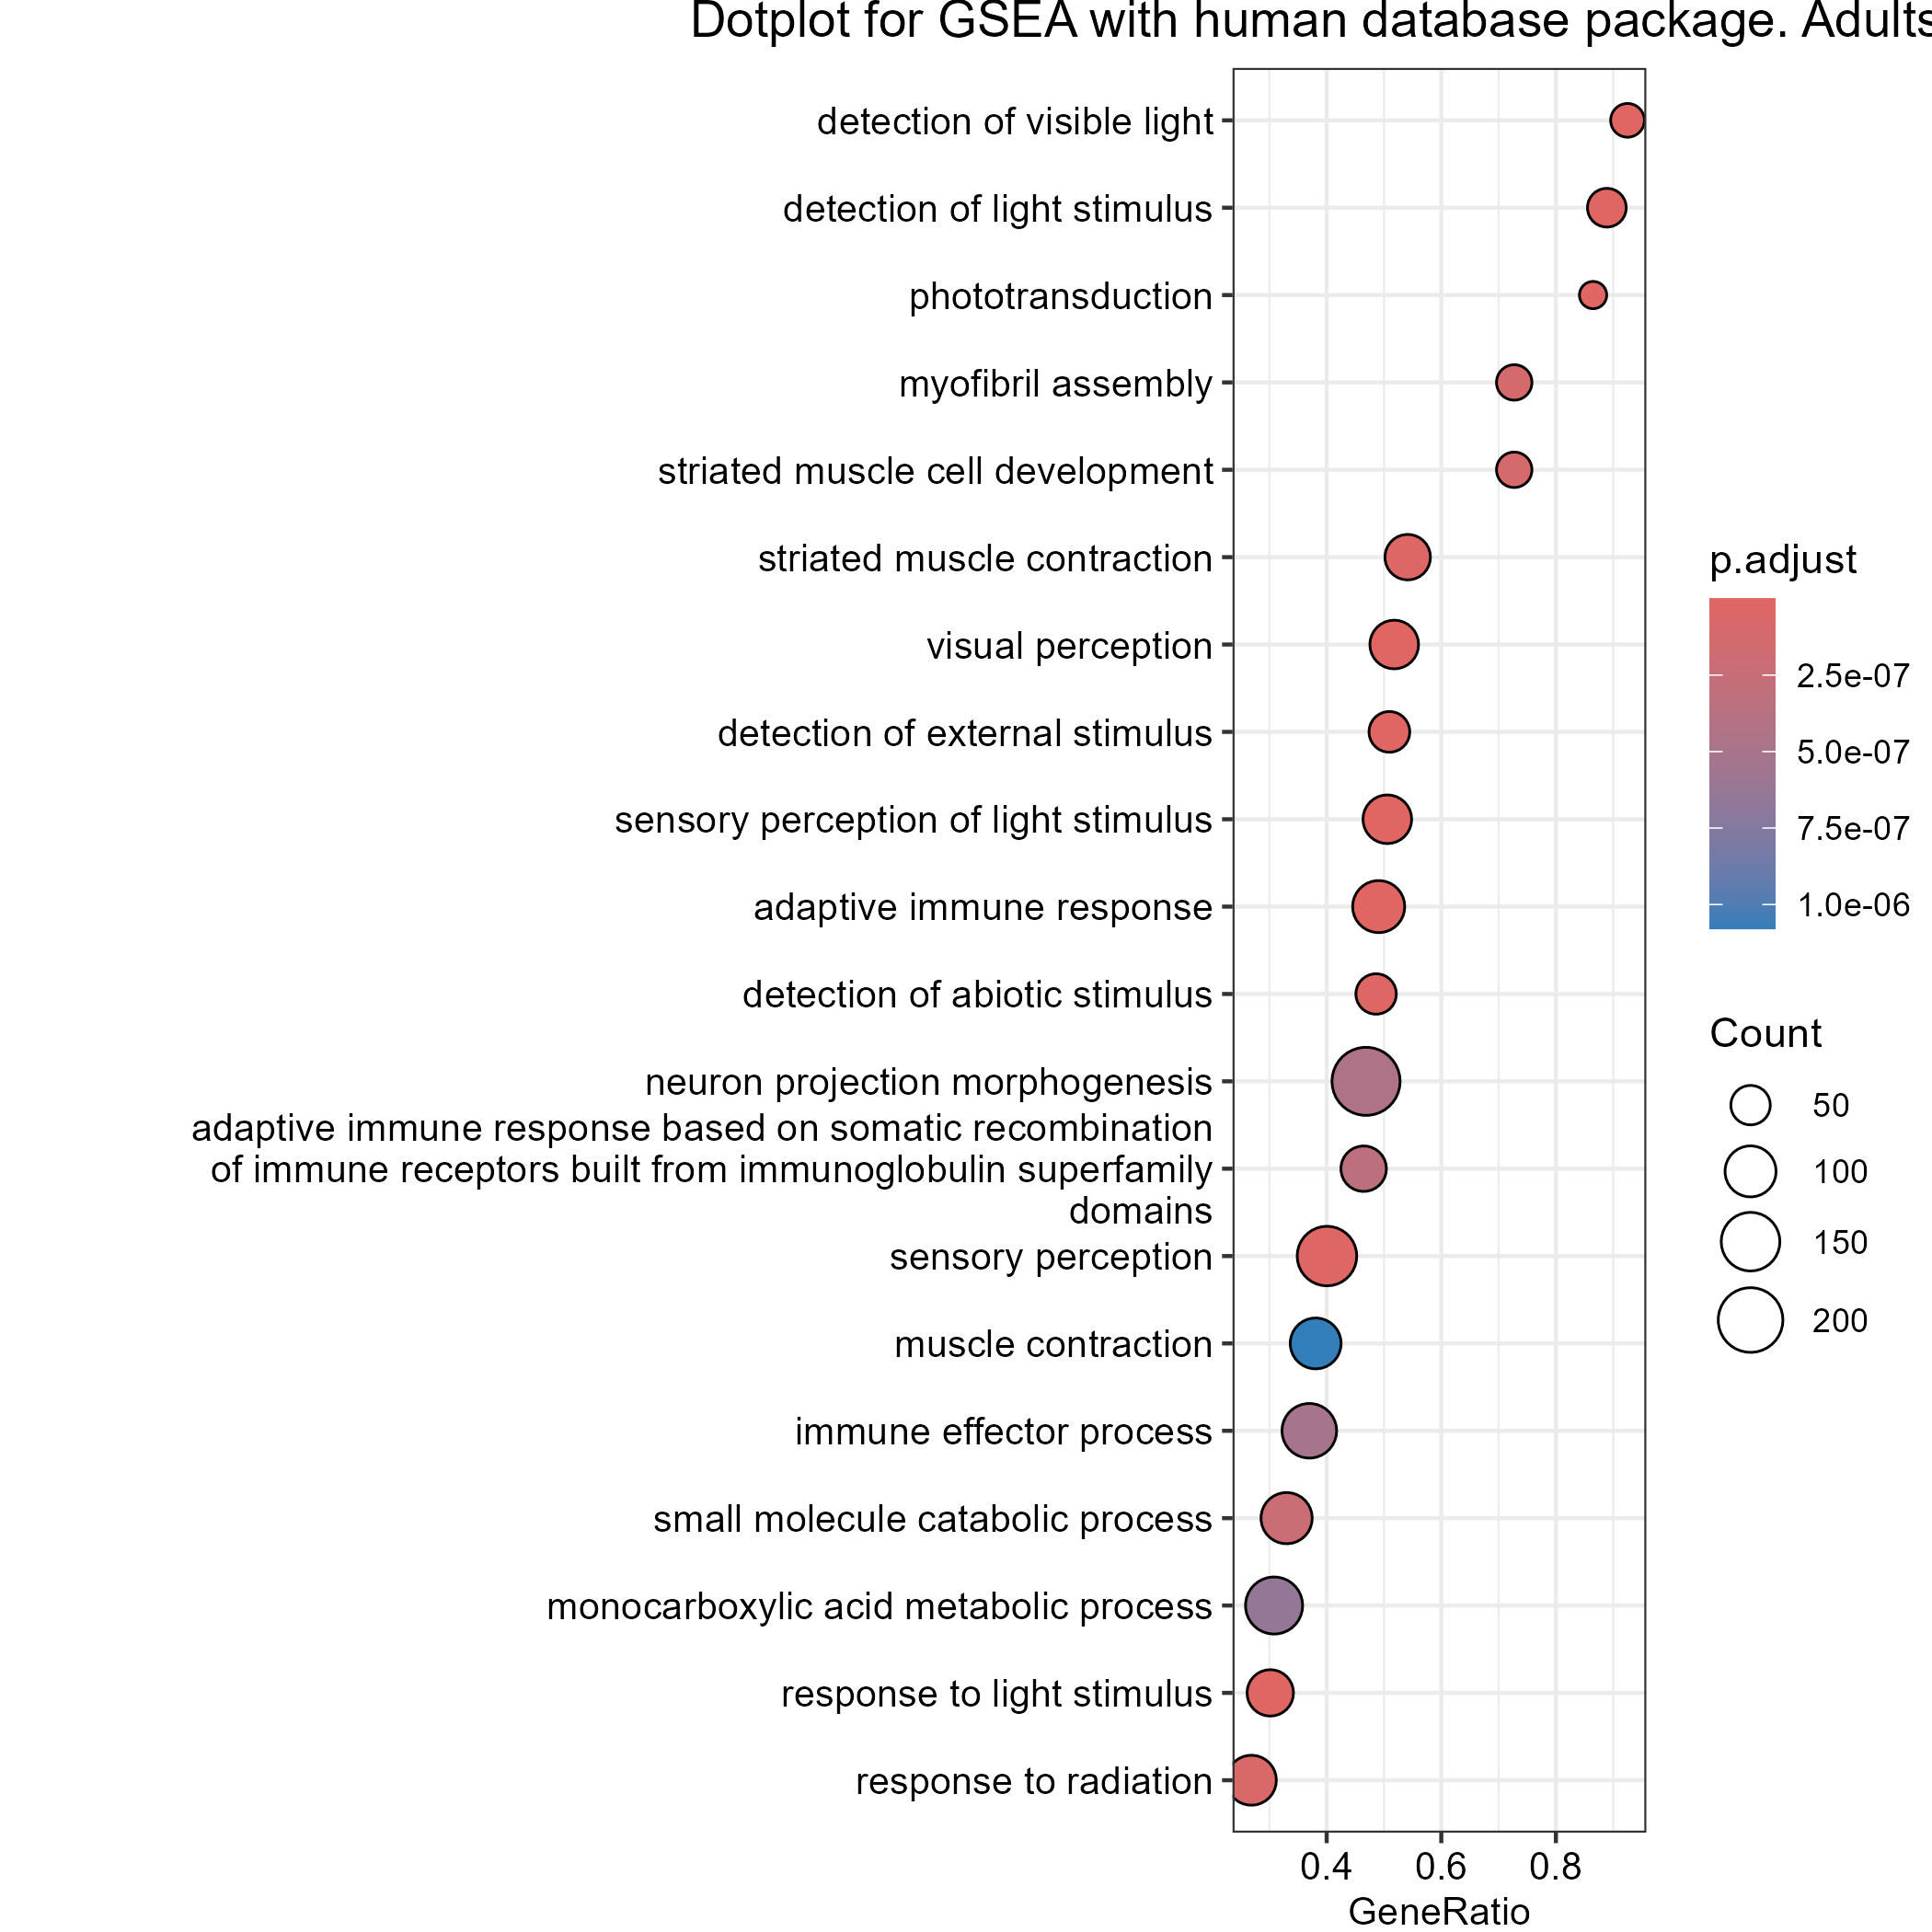 Dotplot for GSEA with human database package. Adults
detection of visible light
detection of light stimulus
phototransduction
myofibril assembly
striated muscle cell development
striated muscle contraction
visual perception
detection of external stimulus
sensory perception of light stimulus
adaptive immune response
detection of abiotic stimulus
neuron projection morphogenesis
adaptive immune response based on somatic recombination
of immune receptors built from immunoglobulin superfamily
domains
sensory perception
muscle contraction
immune effector process
small molecule catabolic process
monocarboxylic acid metabolic process
response to light stimulus
response to radiation
0.4 0.6 0.8
GeneRatio
p.adjust
2.5e-07
5.0e-07
7.5e-07
1.0e-06
Count
50
100
150
200